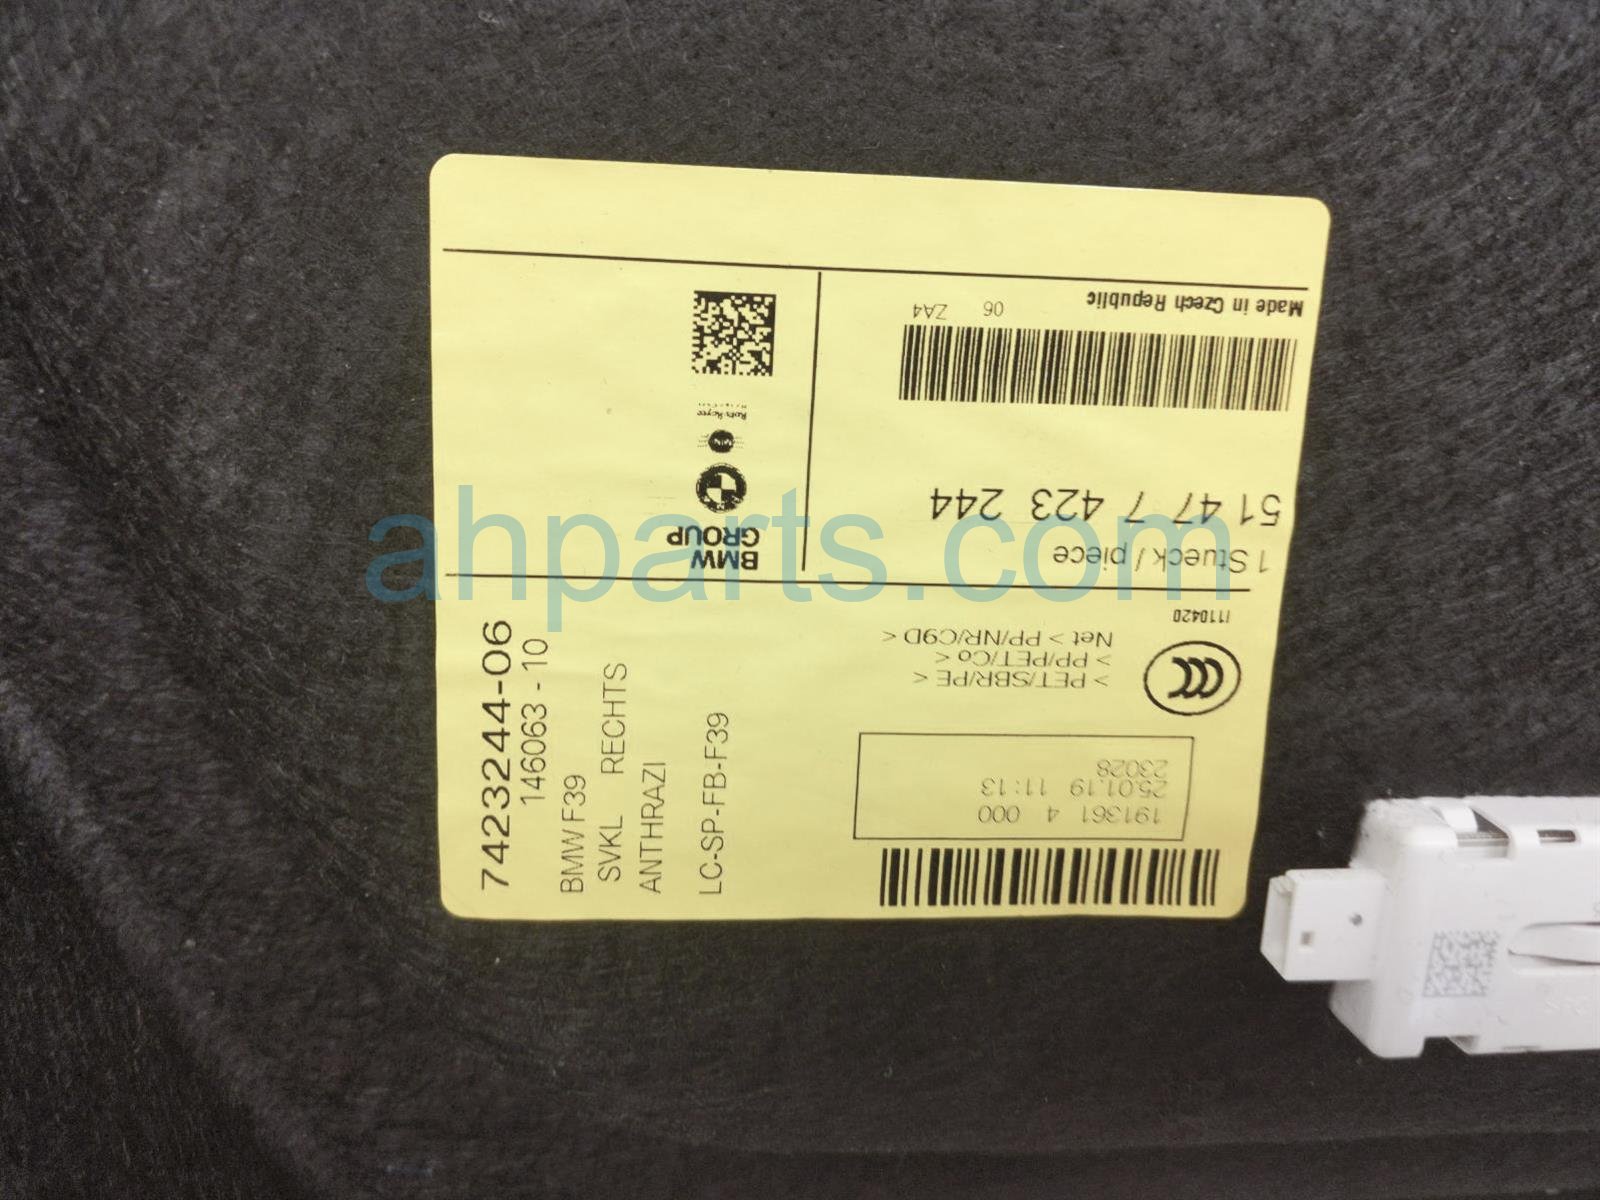 Made in Czech Republic
06 ZA4
51 47 7 423 244
1 Stueck / piece
BMW
GROUP
7423244-06
146063 - 10
BMW F39
SVKL RECHTS
ANTHRAZI
LC-SP-FB-F39
I110420
Net > PP/NR/C9D <
> PP/PET/Co <
> PET/SBR/PE <
23028
25.01.19 11:13
191361 4 000
ahparts.com